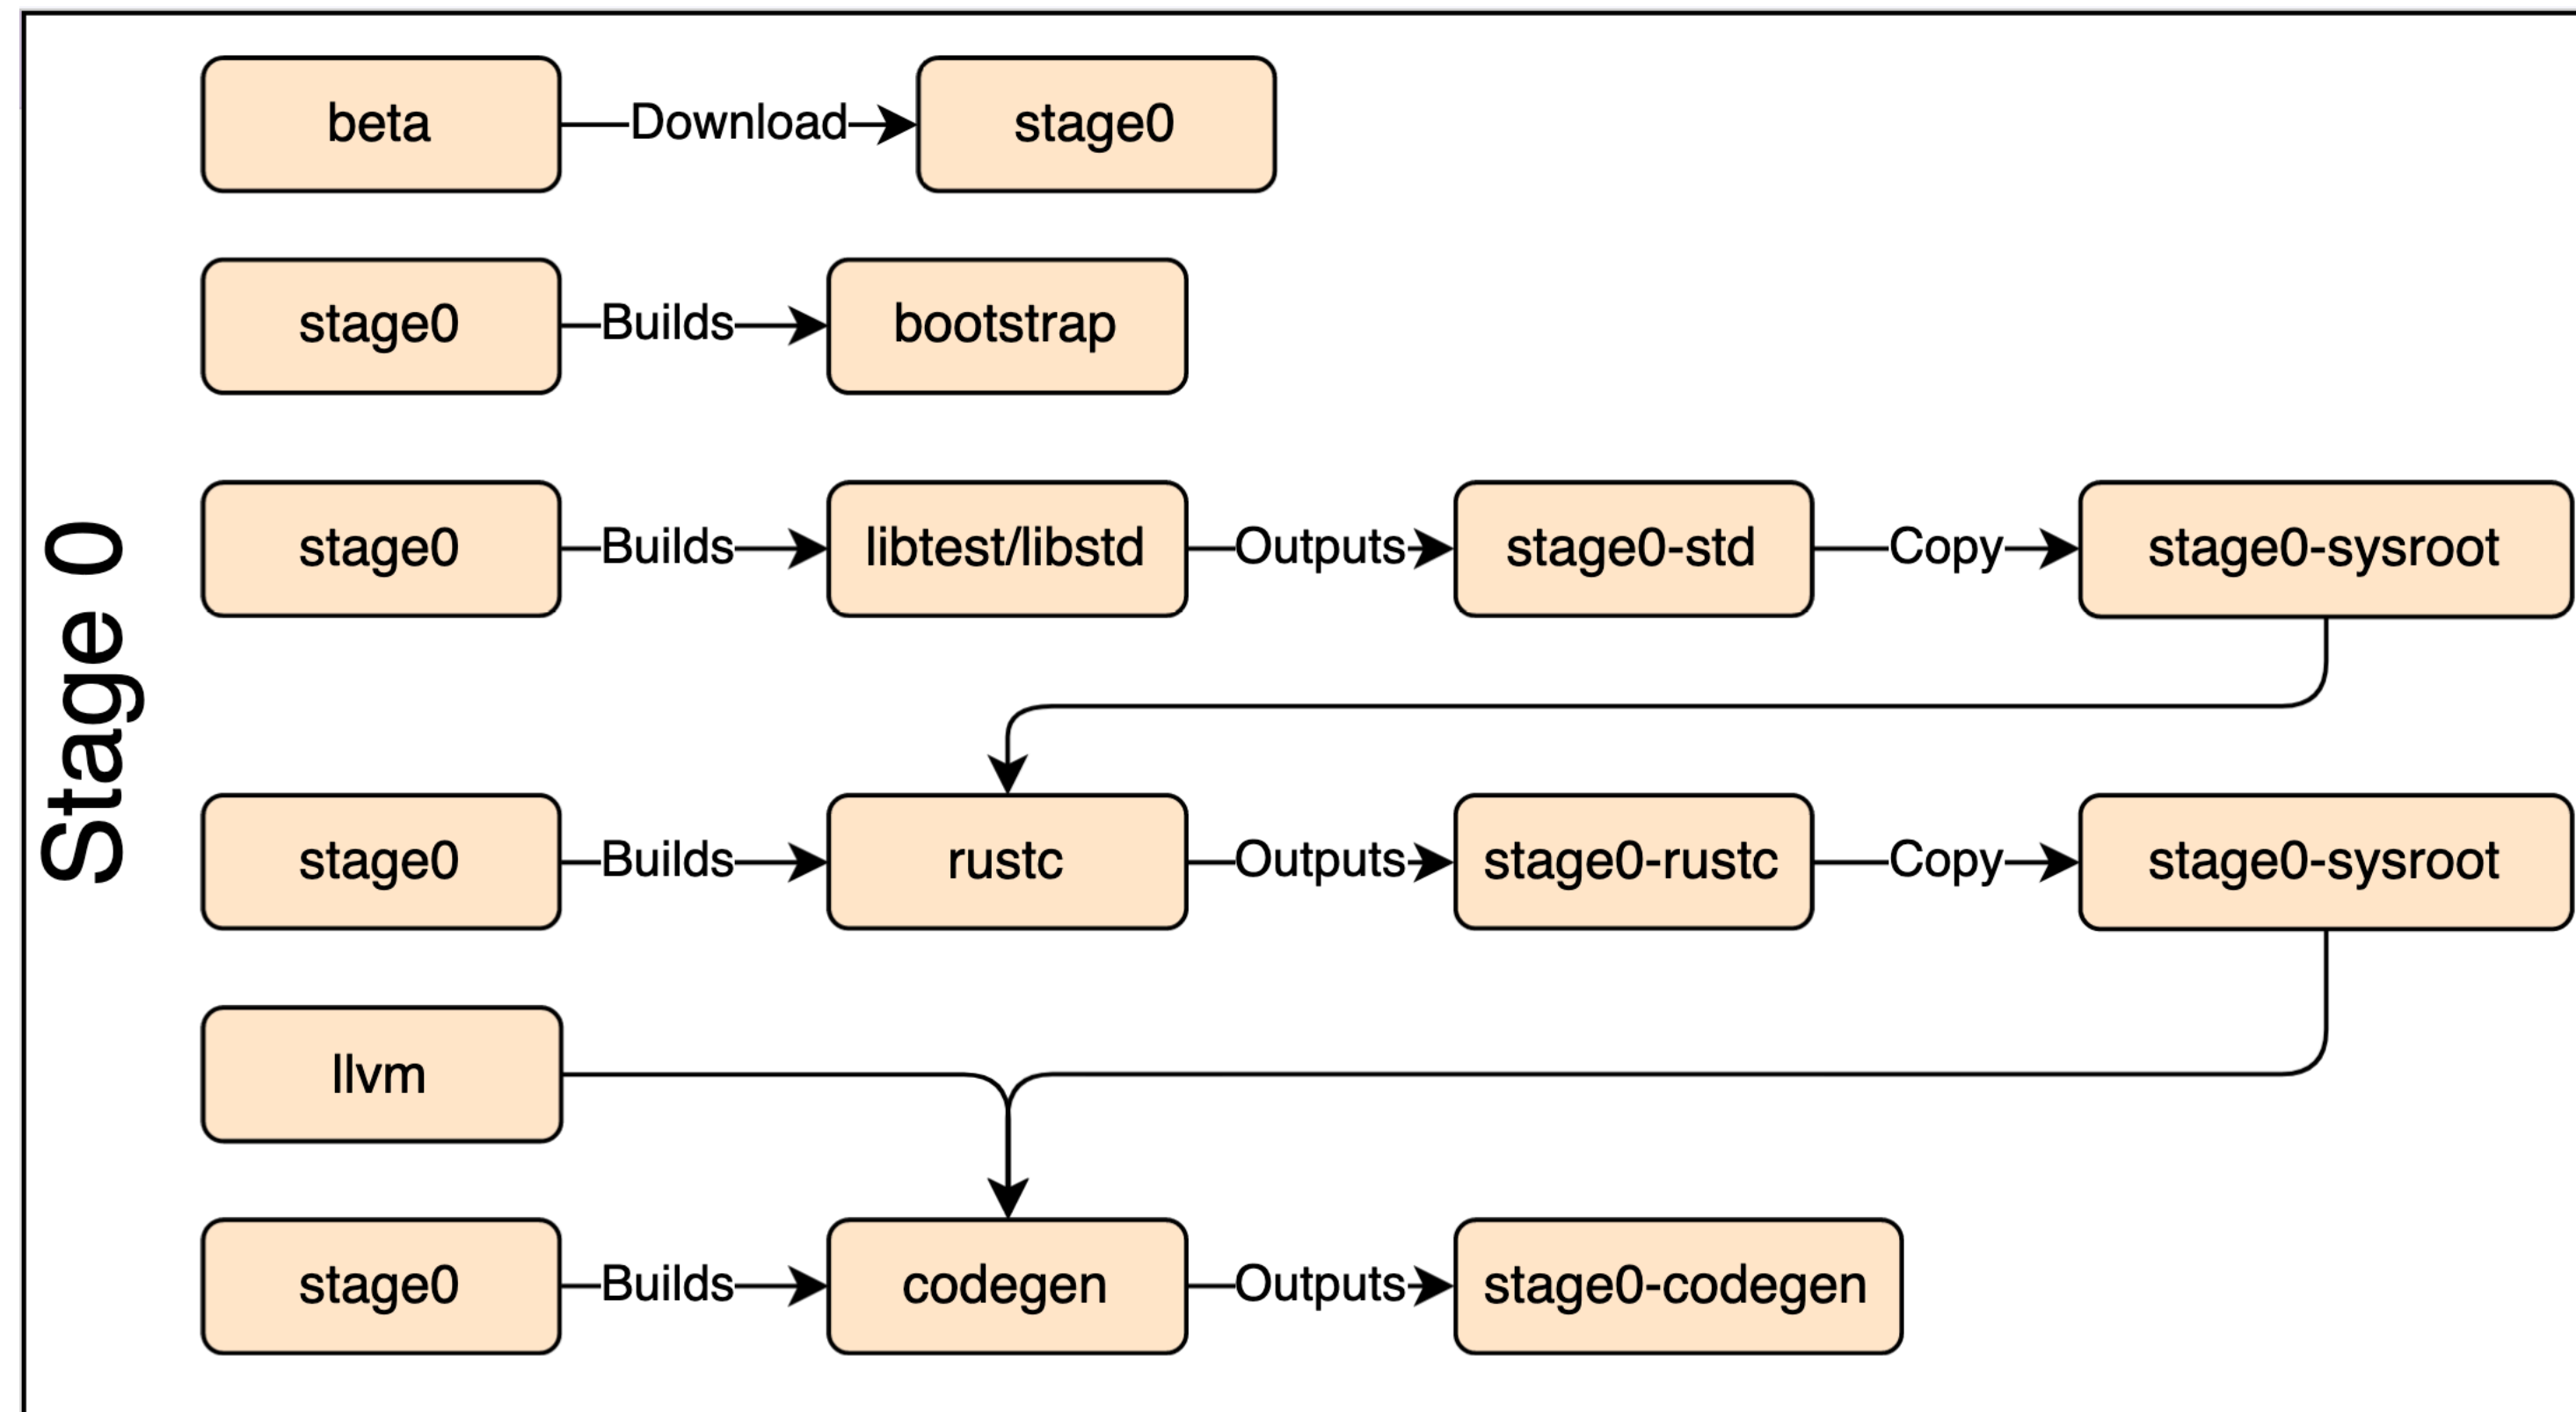 Stage 0
beta
Download
stage0
stage0
Builds
bootstrap
stage0
Builds
libtest/libstd
Outputs
stage0-std
Copy
stage0-sysroot
stage0
Builds
rustc
Outputs
stage0-rustc
Copy
stage0-sysroot
llvm
stage0
Builds
codegen
Outputs
stage0-codegen